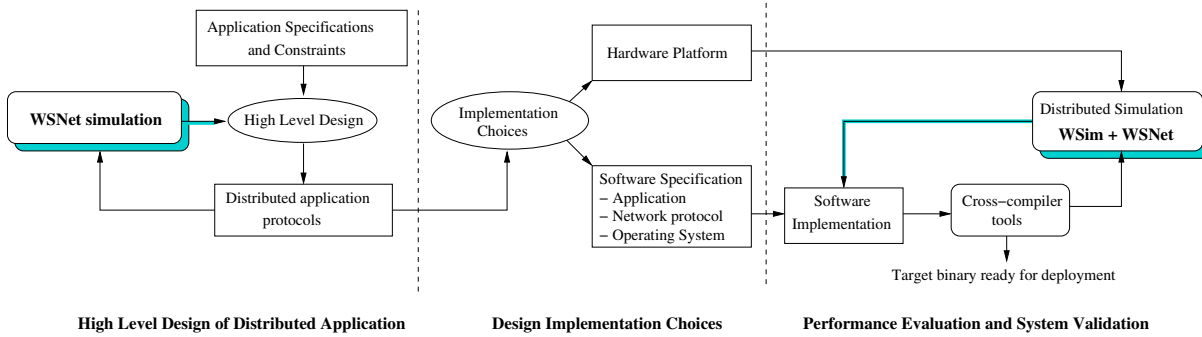 Application Specifications
and Constraints
WSNet simulation
High Level Design
Distributed application
protocols
Implementation
Choices
Hardware Platform
Software Specification
− Application
− Network protocol
− Operating System
Distributed Simulation
WSim + WSNet
Software
Implementation
Cross−compiler
tools
Target binary ready for deployment
High Level Design of Distributed Application
Design Implementation Choices
Performance Evaluation and System Validation